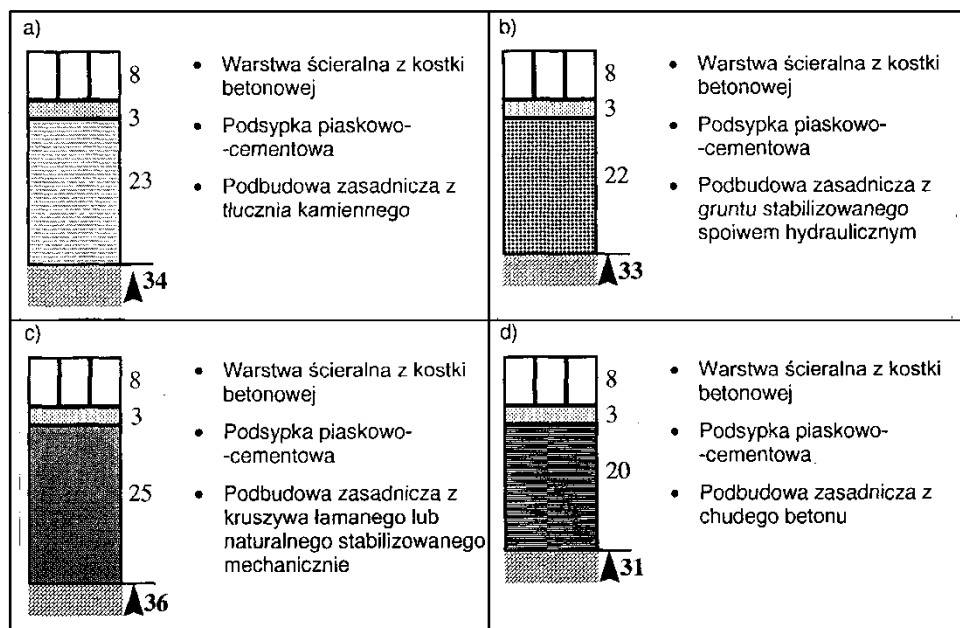 a)
8
3
23
34
• Warstwa ścieralna z kostki
betonowej
• Podsypka piaskowo-
-cementowa
• Podbudowa zasadnicza z
tłucznia kamiennego
b)
8
3
22
33
• Warstwa ścieralna z kostki
betonowej
• Podsypka piaskowo-
-cementowa
• Podbudowa zasadnicza z
gruntu stabilizowanego
spoiwem hydraulicznym
c)
8
3
25
36
• Warstwa ścieralna z kostki
betonowej
• Podsypka piaskowo-
-cementowa
• Podbudowa zasadnicza z
kruszywa łamanego lub
naturalnego stabilizowanego
mechanicznie
d)
8
3
20
31
• Warstwa ścieralna z kostki
betonowej
• Podsypka piaskowo-
-cementowa
• Podbudowa zasadnicza z
chudego betonu